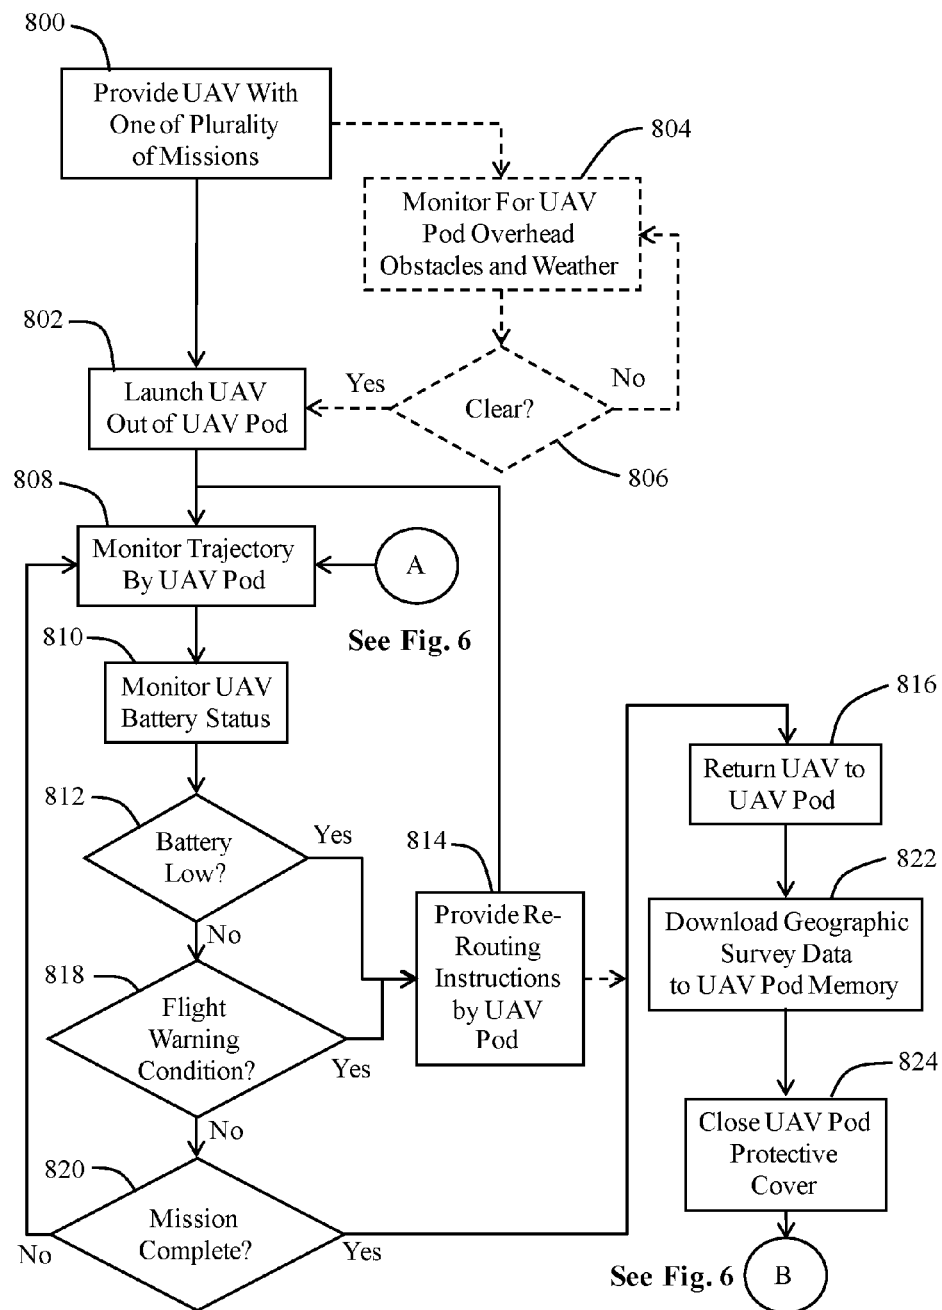 800
Provide UAV With
One of Plurality
of Missions
804
Monitor For UAV
Pod Overhead
Obstacles and Weather
802
Launch UAV
Out of UAV Pod
Yes
Clear?
No
806
808
Monitor Trajectory
By UAV Pod
A
See Fig. 6
810
Monitor UAV
Battery Status
816
Return UAV to
UAV Pod
812
Battery
Low?
Yes
No
814
Provide Re-
Routing
Instructions
by UAV
Pod
822
Download Geographic
Survey Data
to UAV Pod Memory
818
Flight
Warning
Condition?
Yes
No
824
Close UAV Pod
Protective
Cover
820
Mission
Complete?
No
Yes
See Fig. 6
B